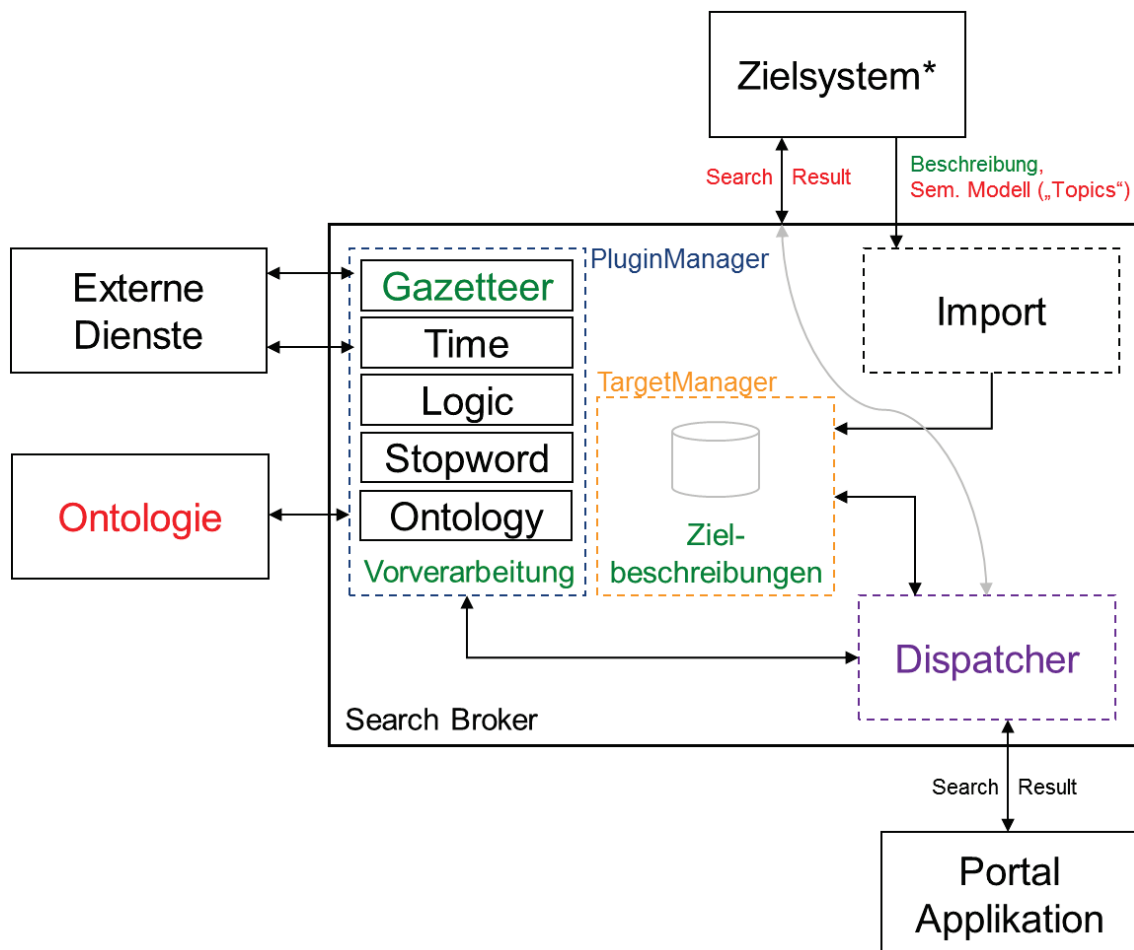 Zielsystem*
Search Result
Beschreibung,
Sem. Modell („Topics“)
Externe
Dienste
PluginManager
Gazetteer
Time
Logic
Stopword
Ontology
Vorverarbeitung
Import
TargetManager
Ziel-
beschreibungen
Ontologie
Dispatcher
Search Broker
Search Result
Portal
Applikation